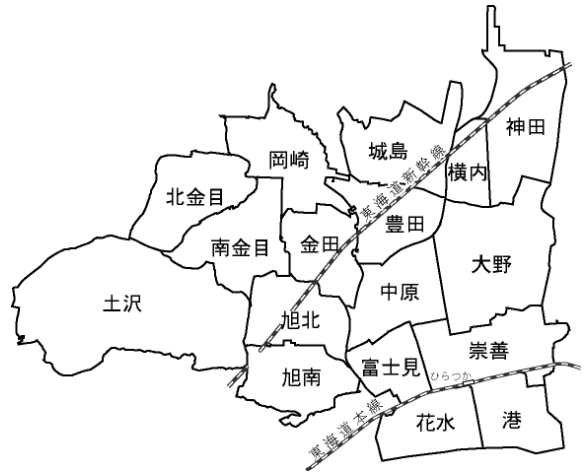 神田
城島
岡崎
横内
東海道新幹線
北金目
豊田
南金目
金田
大野
中原
土沢
旭北
崇善
富士見
ひらつか
旭南
花水
港
東海道本線